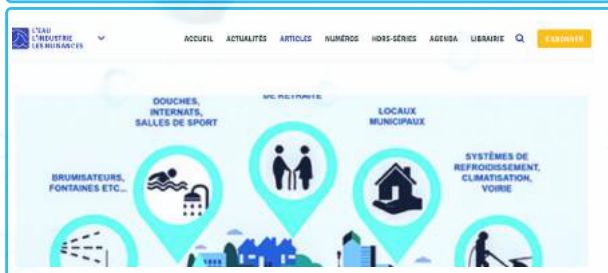 L'EAU
L'INDUSTRIE
LES NUISANCES
ACCUEIL ACTUALITÉS ARTICLES NUMÉROS HORS-SÉRIES AGENDA LIBRAIRIE S'ABONNER
DE RETRAITE
DOUCHES,
INTERNATS,
SALLES DE SPORT
LOCAUX
MUNICIPAUX
BRUMISATEURS,
FONTAINES ETC...
SYSTÈMES DE
REFROIDISSEMENT,
CLIMATISATION,
VOIRIE